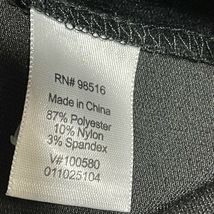 RN# 98516
Made in China
87% Polyester
10% Nylon
3% Spandex
V#100580
011025104